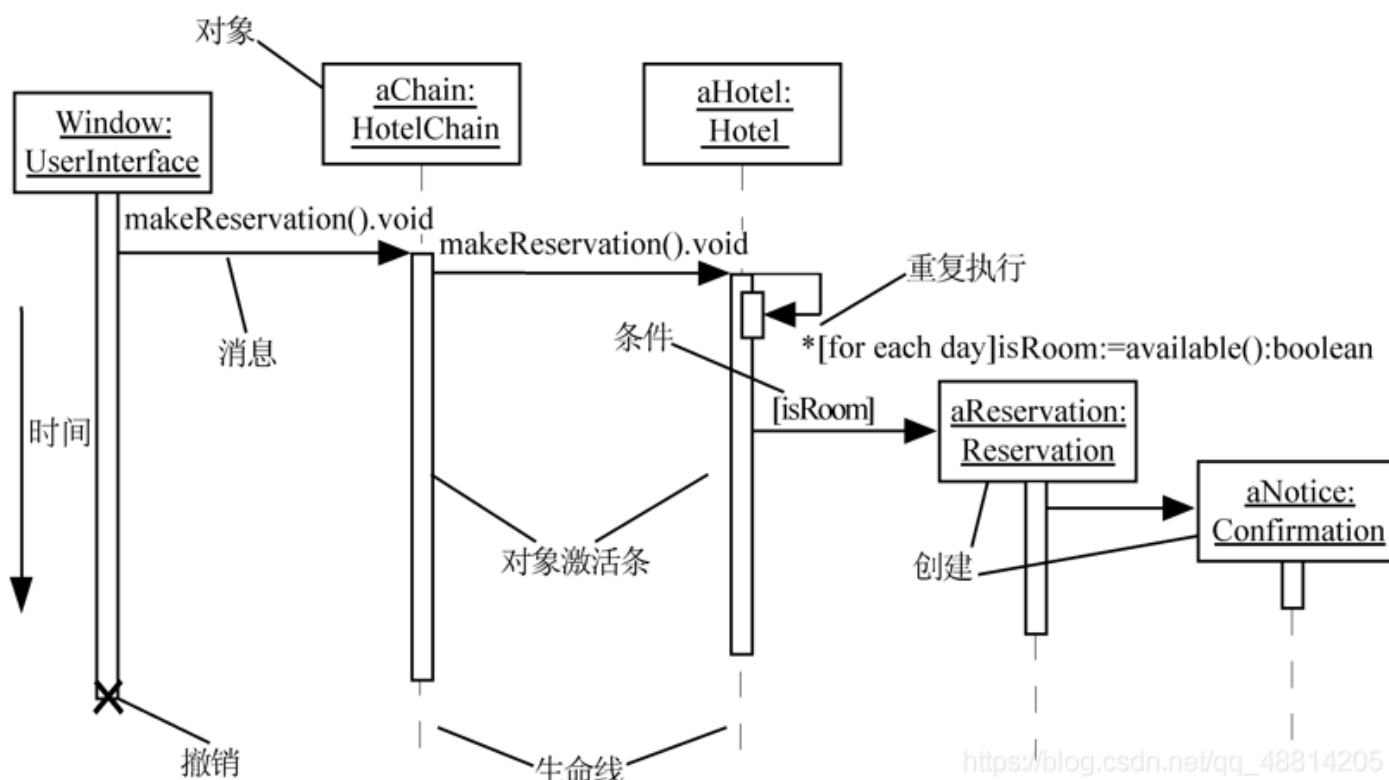 对象
aChain:
HotelChain
aHotel:
Hotel
Window:
UserInterface
makeReservation().void
makeReservation().void
重复执行
消息
条件
*[for each day]isRoom:=available():boolean
[isRoom]
aReservation:
Reservation
时间
aNotice:
Confirmation
对象激活条
创建
撤销
生命线
https://blog.csdn.net/qq_48814205